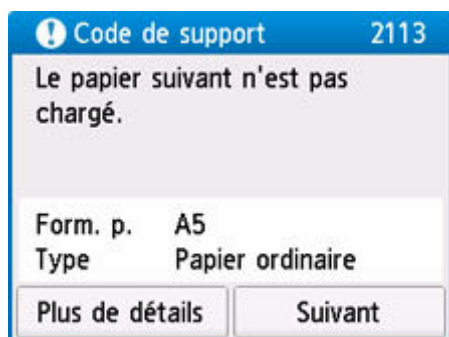 Code de support 2113
Le papier suivant n'est pas
chargé.
Form. p. A5
Type Papier ordinaire
Plus de détails Suivant